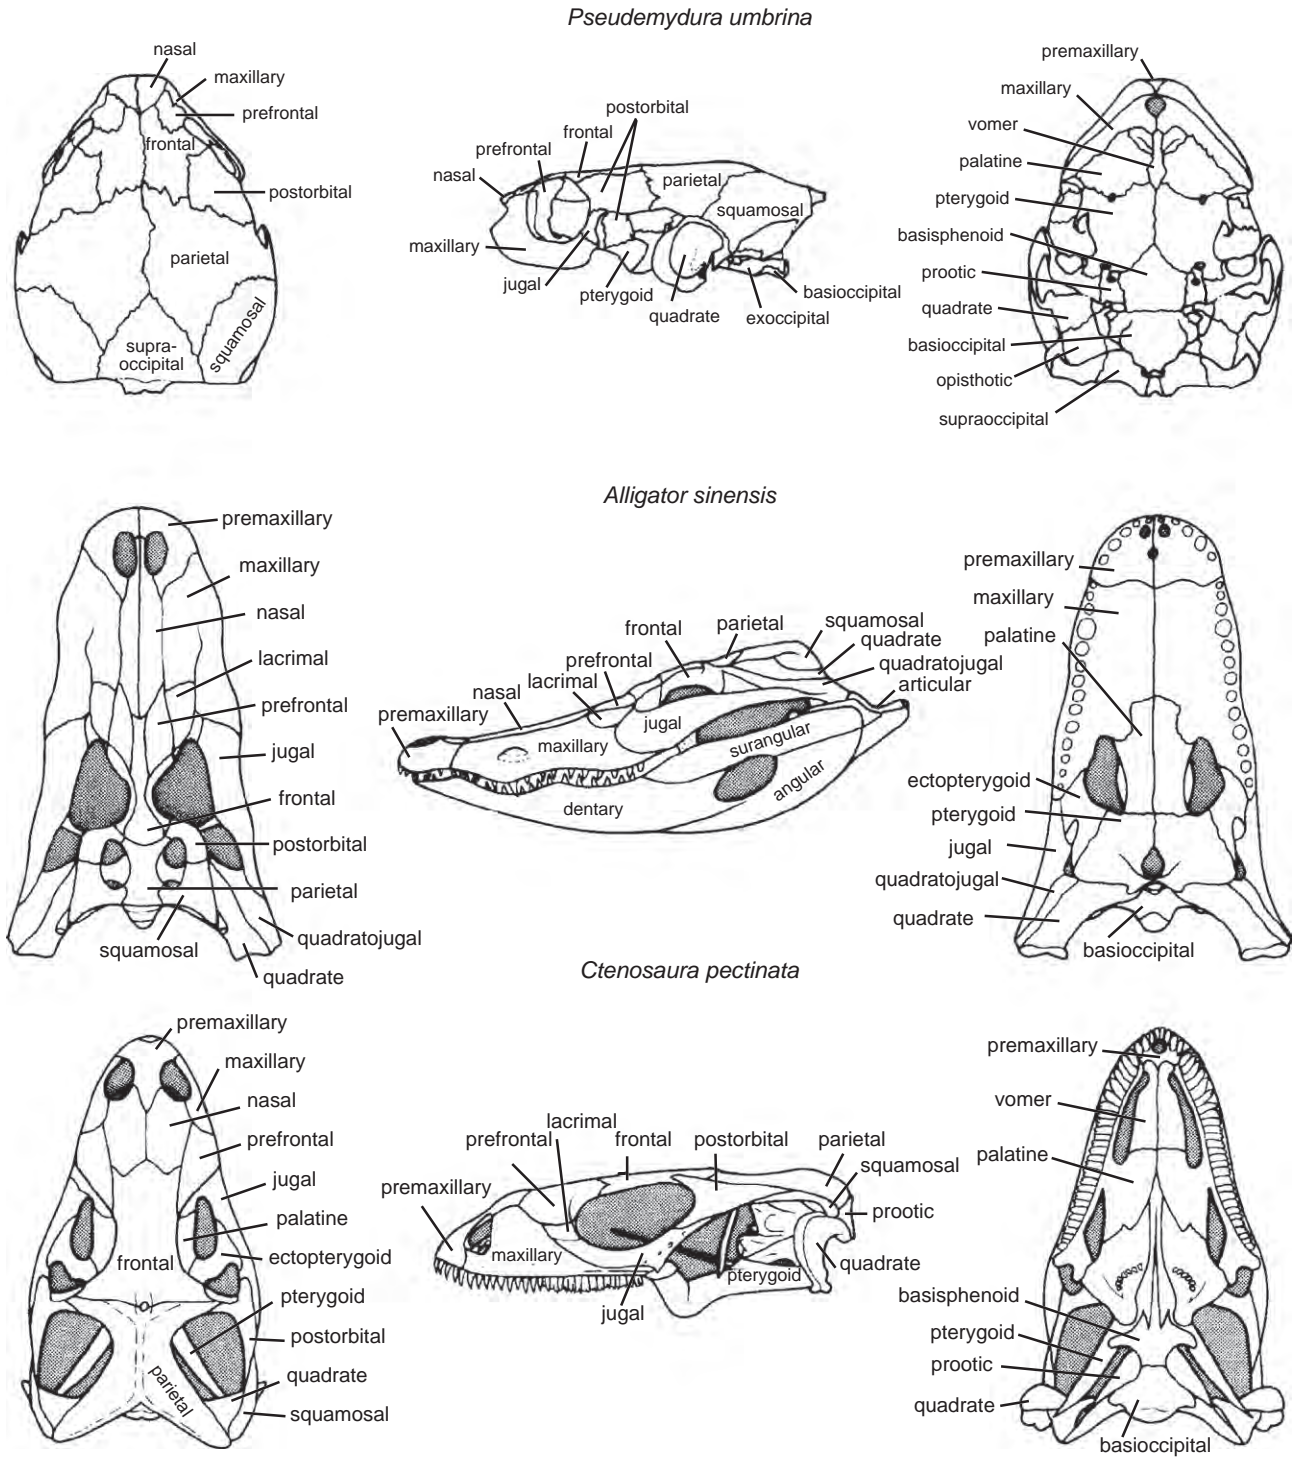 Pseudemydura umbrina
nasal
maxillary
prefrontal
frontal
postorbital
parietal
squamosal
supra-
occipital
postorbital
frontal
prefrontal
nasal
parietal
squamosal
maxillary
jugal
pterygoid
quadrate
exoccipital
basioccipital
premaxillary
maxillary
vomer
palatine
pterygoid
basisphenoid
prootic
quadrate
basioccipital
opisthotic
supraoccipital
Alligator sinensis
premaxillary
maxillary
nasal
lacrimal
prefrontal
jugal
frontal
postorbital
parietal
squamosal
quadratojugal
quadrate
parietal
squamosal
frontal
quadrate
prefrontal
quadratojugal
lacrimal
articular
nasal
premaxillary
jugal
maxillary
surangular
angular
dentary
premaxillary
maxillary
palatine
ectopterygoid
pterygoid
jugal
quadratojugal
quadrate
basioccipital
Ctenosaura pectinata
premaxillary
maxillary
nasal
prefrontal
jugal
palatine
ectopterygoid
frontal
pterygoid
postorbital
quadrate
parietal
squamosal
lacrimal
prefrontal
frontal
postorbital
parietal
squamosal
premaxillary
prootic
maxillary
quadrate
pterygoid
jugal
premaxillary
vomer
palatine
basisphenoid
pterygoid
prootic
quadrate
basioccipital